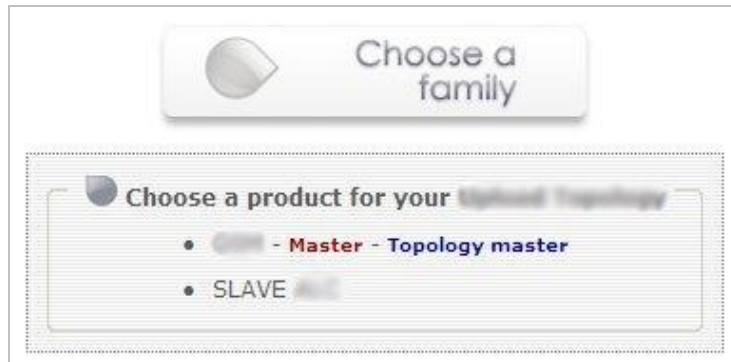 Choose a
family
Choose a product for your
- Master - Topology master
SLAVE